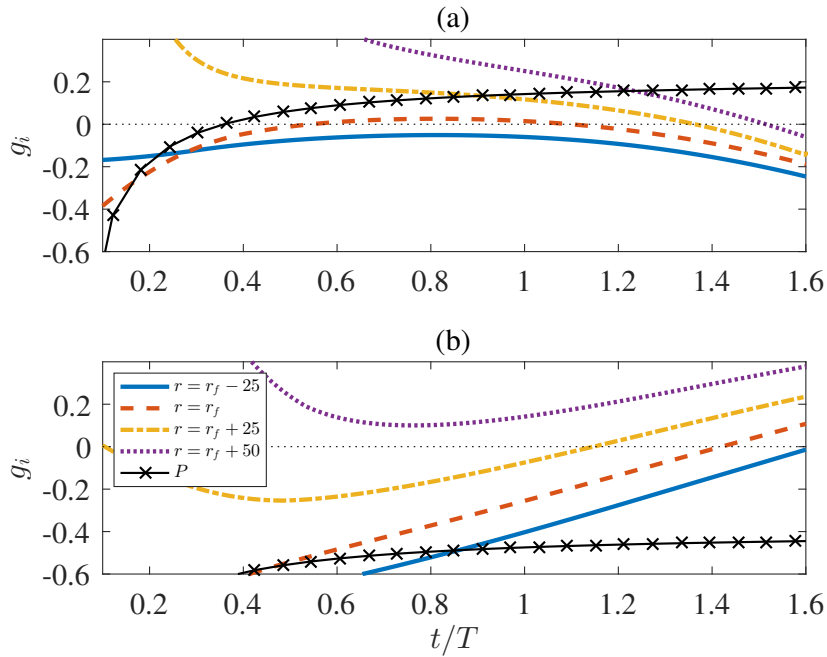 (a)
0.2
0
-0.2
-0.4
-0.6
g_i
0.2 0.4 0.6 0.8 1 1.2 1.4 1.6
(b)
0.2
0
-0.2
-0.4
-0.6
g_i
r = r_f − 25
r = r_f
r = r_f + 25
r = r_f + 50
P
0.2 0.4 0.6 0.8 1 1.2 1.4 1.6
t/T